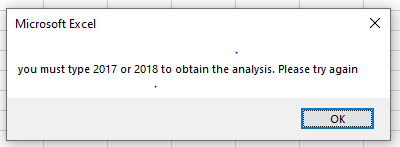 Microsoft Excel
you must type 2017 or 2018 to obtain the analysis. Please try again
OK